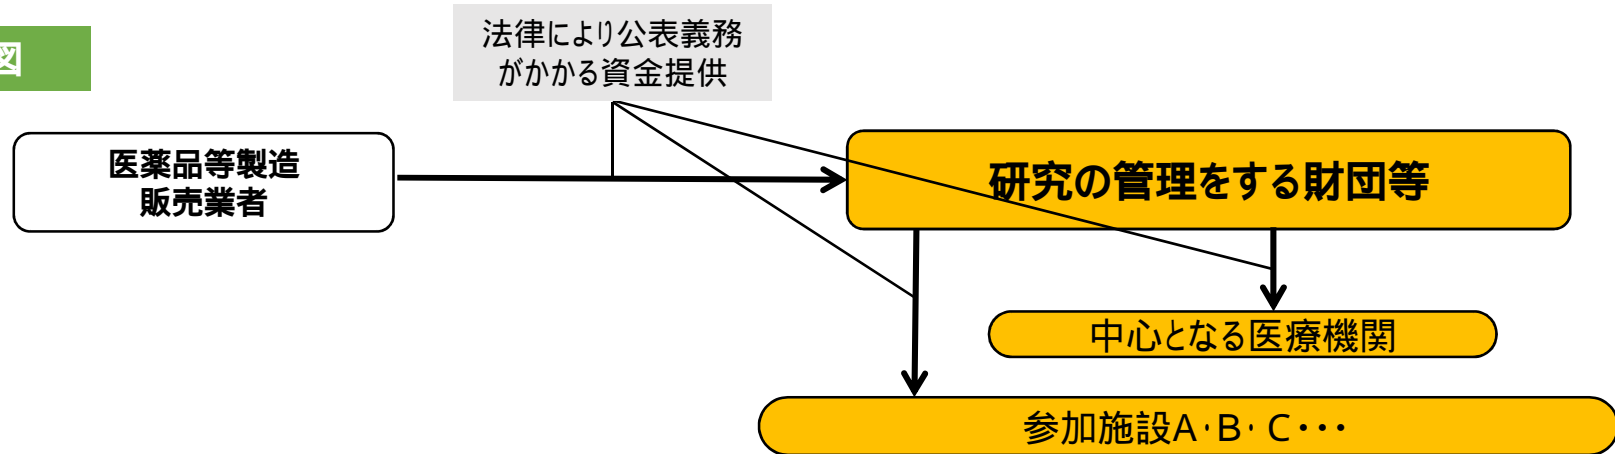 図
法律により公表義務
がかかる資金提供
医薬品等製造
販売業者
研究の管理をする財団等
中心となる医療機関
参加施設A・B・C・・・